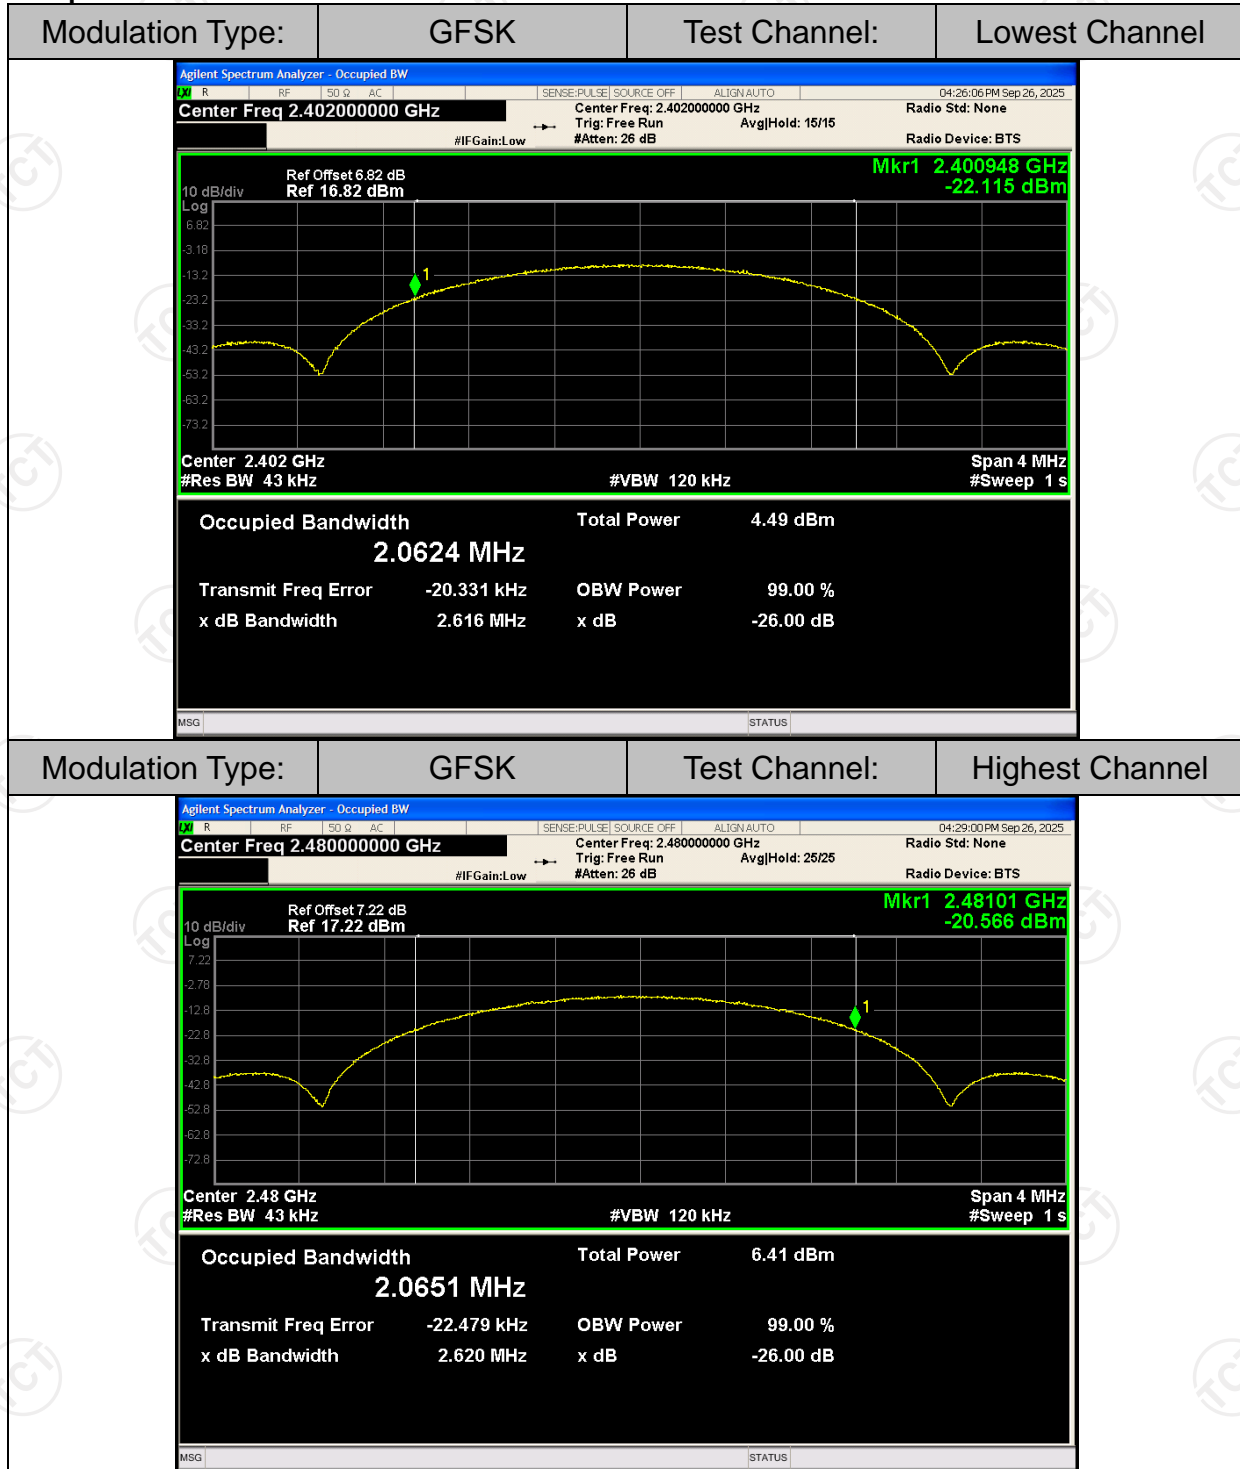 Modulation Type: GFSK Test Channel: Lowest Channel
Agilent Spectrum Analyzer - Occupied BW
LXI R RF 50 Ω AC SENSE:PULSE SOURCE OFF ALIGN AUTO 04:26:06 PM Sep 26, 2025
Center Freq 2.402000000 GHz Center Freq: 2.402000000 GHz Radio Std: None
Trig: Free Run Avg|Hold: 15/15
#IFGain:Low #Atten: 26 dB Radio Device: BTS
Mkr1 2.400948 GHz
-22.115 dBm
Ref Offset 6.82 dB
10 dB/div Ref 16.82 dBm
Log
6.82
-3.18
1
-13.2
-23.2
-33.2
-43.2
-53.2
-63.2
-73.2
Center 2.402 GHz Span 4 MHz
#Res BW 43 kHz #VBW 120 kHz #Sweep 1 s
Occupied Bandwidth Total Power 4.49 dBm
2.0624 MHz
Transmit Freq Error -20.331 kHz OBW Power 99.00 %
x dB Bandwidth 2.616 MHz x dB -26.00 dB
MSG STATUS
Modulation Type: GFSK Test Channel: Highest Channel
Agilent Spectrum Analyzer - Occupied BW
LXI R RF 50 Ω AC SENSE:PULSE SOURCE OFF ALIGN AUTO 04:29:00 PM Sep 26, 2025
Center Freq 2.480000000 GHz Center Freq: 2.480000000 GHz Radio Std: None
Trig: Free Run Avg|Hold: 25/25
#IFGain:Low #Atten: 26 dB Radio Device: BTS
Mkr1 2.48101 GHz
-20.566 dBm
Ref Offset 7.22 dB
10 dB/div Ref 17.22 dBm
Log
7.22
-2.78
1
-12.8
-22.8
-32.8
-42.8
-52.8
-62.8
-72.8
Center 2.48 GHz Span 4 MHz
#Res BW 43 kHz #VBW 120 kHz #Sweep 1 s
Occupied Bandwidth Total Power 6.41 dBm
2.0651 MHz
Transmit Freq Error -22.479 kHz OBW Power 99.00 %
x dB Bandwidth 2.620 MHz x dB -26.00 dB
MSG STATUS